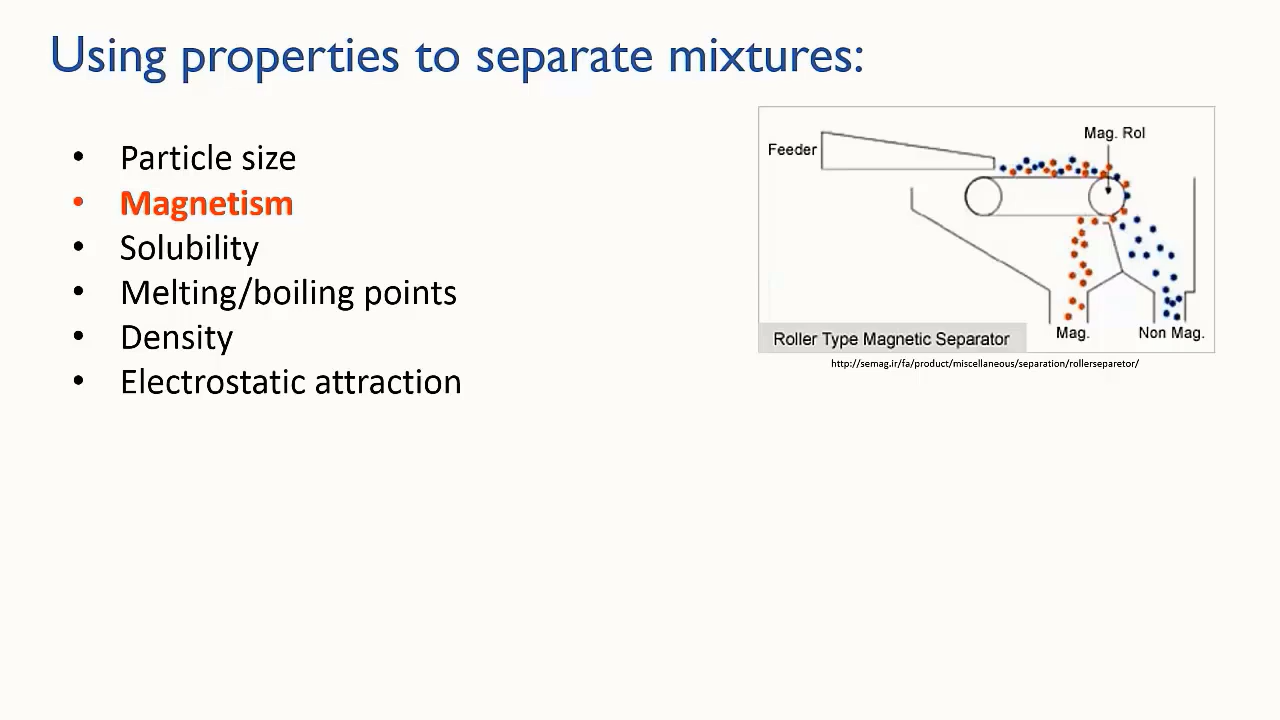 Using properties to separate mixtures:
• Particle size
• Magnetism
• Solubility
• Melting/boiling points
• Density
• Electrostatic attraction
Mag. Rol
Feeder
Mag.
Non Mag.
Roller Type Magnetic Separator
http://semag.ir/fa/product/miscellaneous/separation/rollerseparetor/